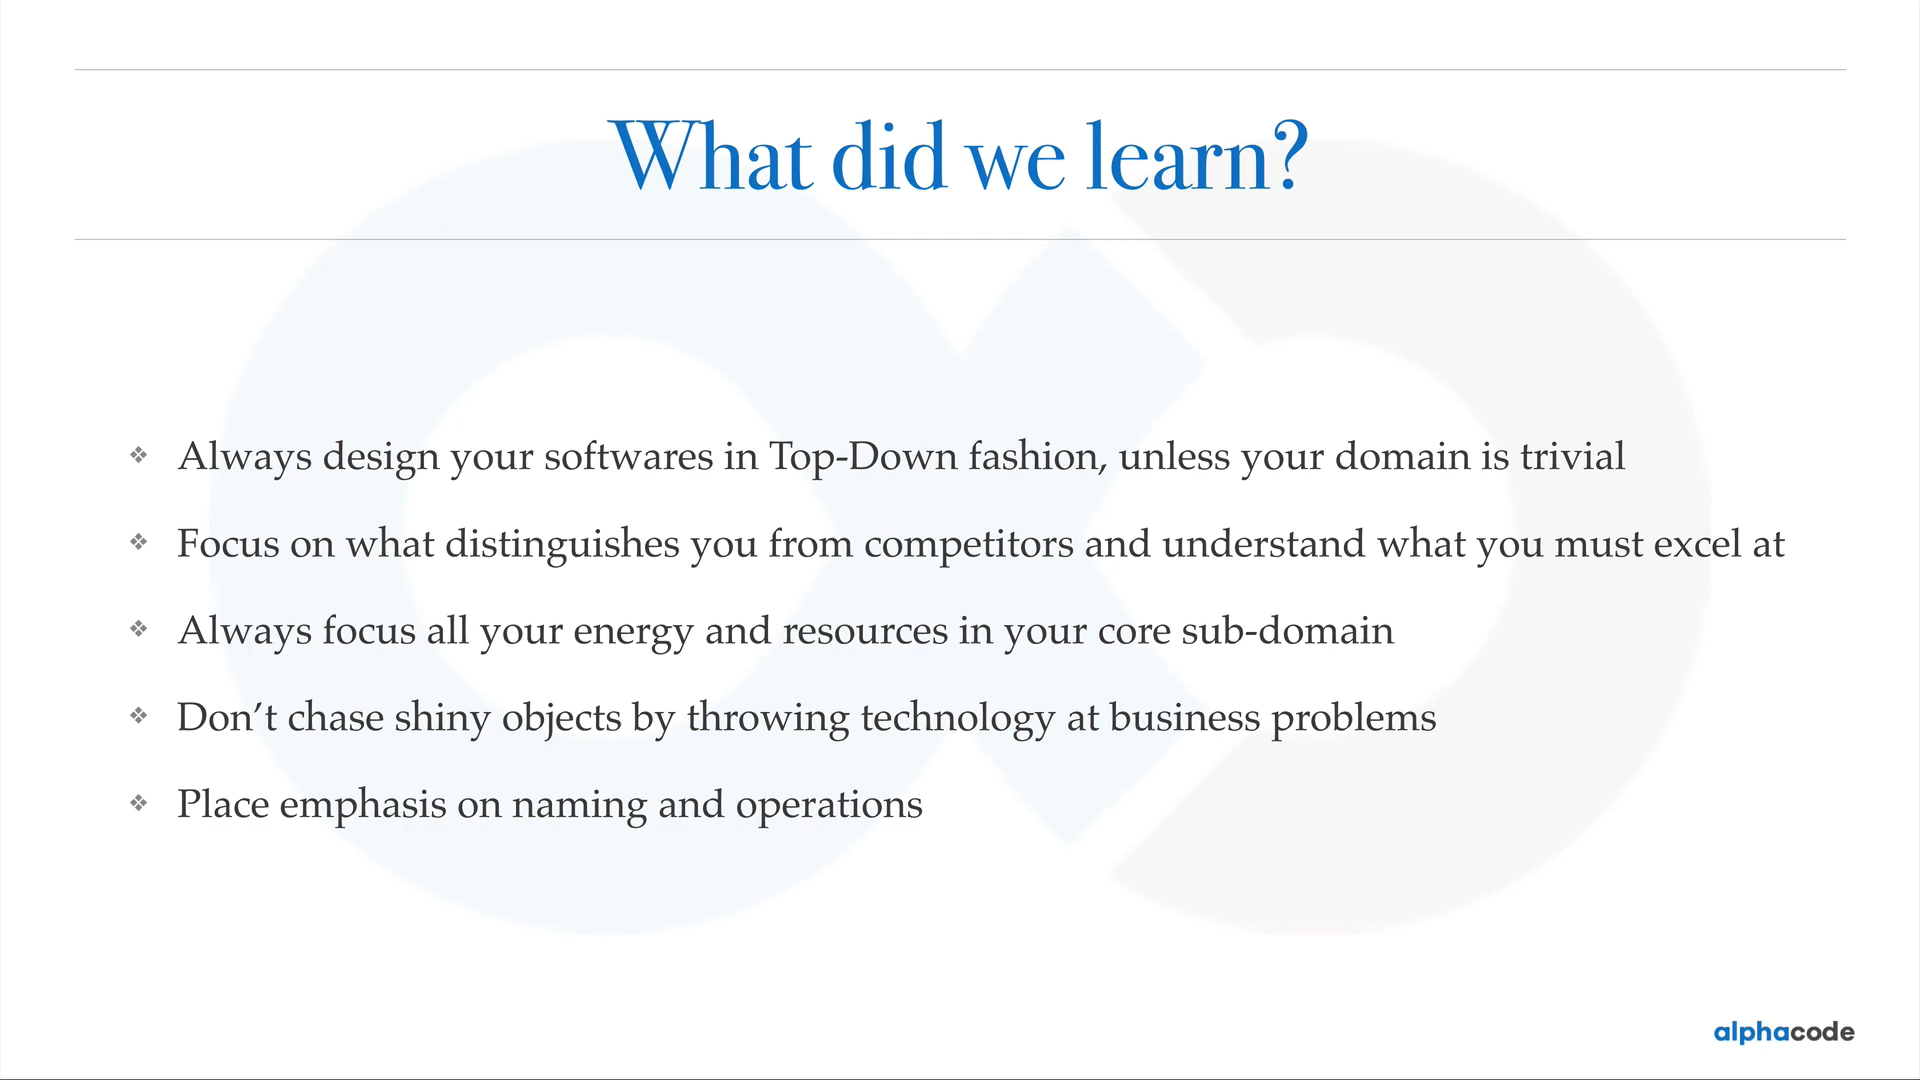 What did we learn?
Always design your softwares in Top-Down fashion, unless your domain is trivial
Focus on what distinguishes you from competitors and understand what you must excel at
Always focus all your energy and resources in your core sub-domain
Don’t chase shiny objects by throwing technology at business problems
Place emphasis on naming and operations
alphacode